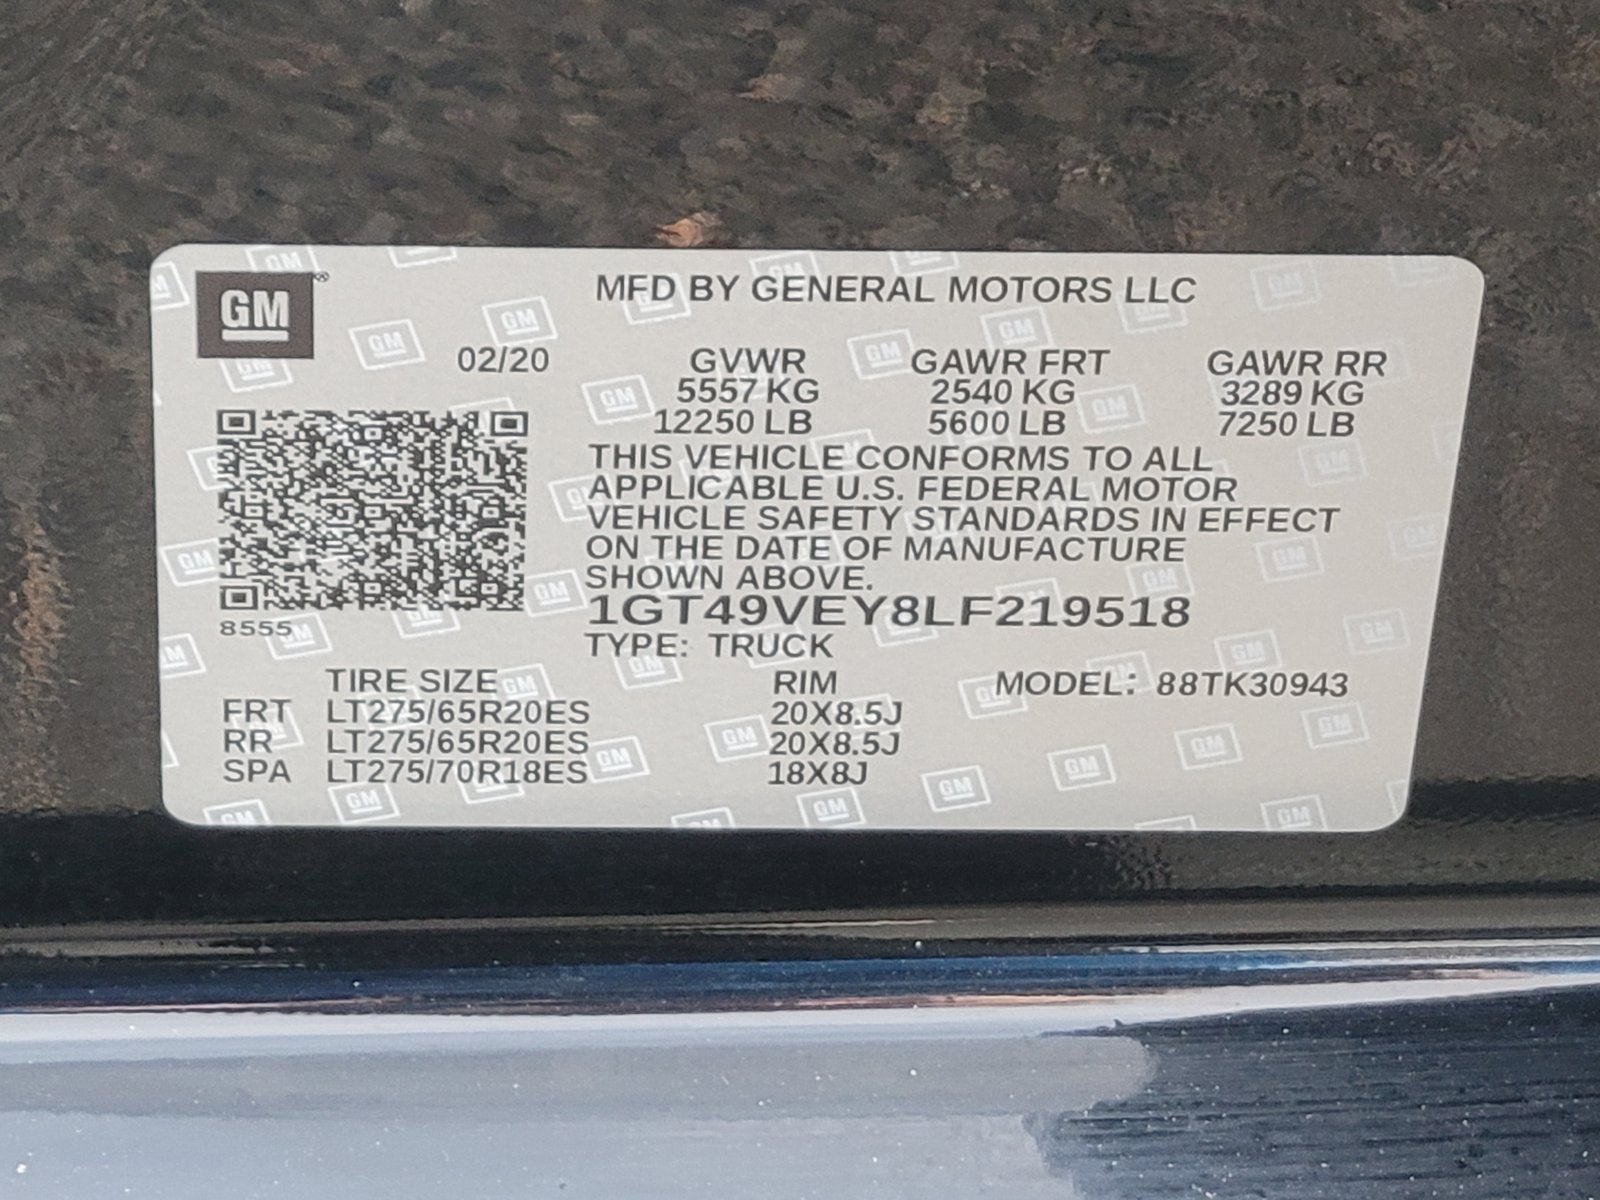 GM
MFD BY GENERAL MOTORS LLC
02/20 GVWR GAWR FRT GAWR RR
5557 KG 2540 KG 3289 KG
12250 LB 5600 LB 7250 LB
THIS VEHICLE CONFORMS TO ALL
APPLICABLE U.S. FEDERAL MOTOR
VEHICLE SAFETY STANDARDS IN EFFECT
ON THE DATE OF MANUFACTURE
SHOWN ABOVE.
8555 1GT49VEY8LF219518
TYPE: TRUCK
TIRE SIZE RIM MODEL: 88TK30943
FRT LT275/65R20ES 20X8.5J
RR LT275/65R20ES 20X8.5J
SPA LT275/70R18ES 18X8J